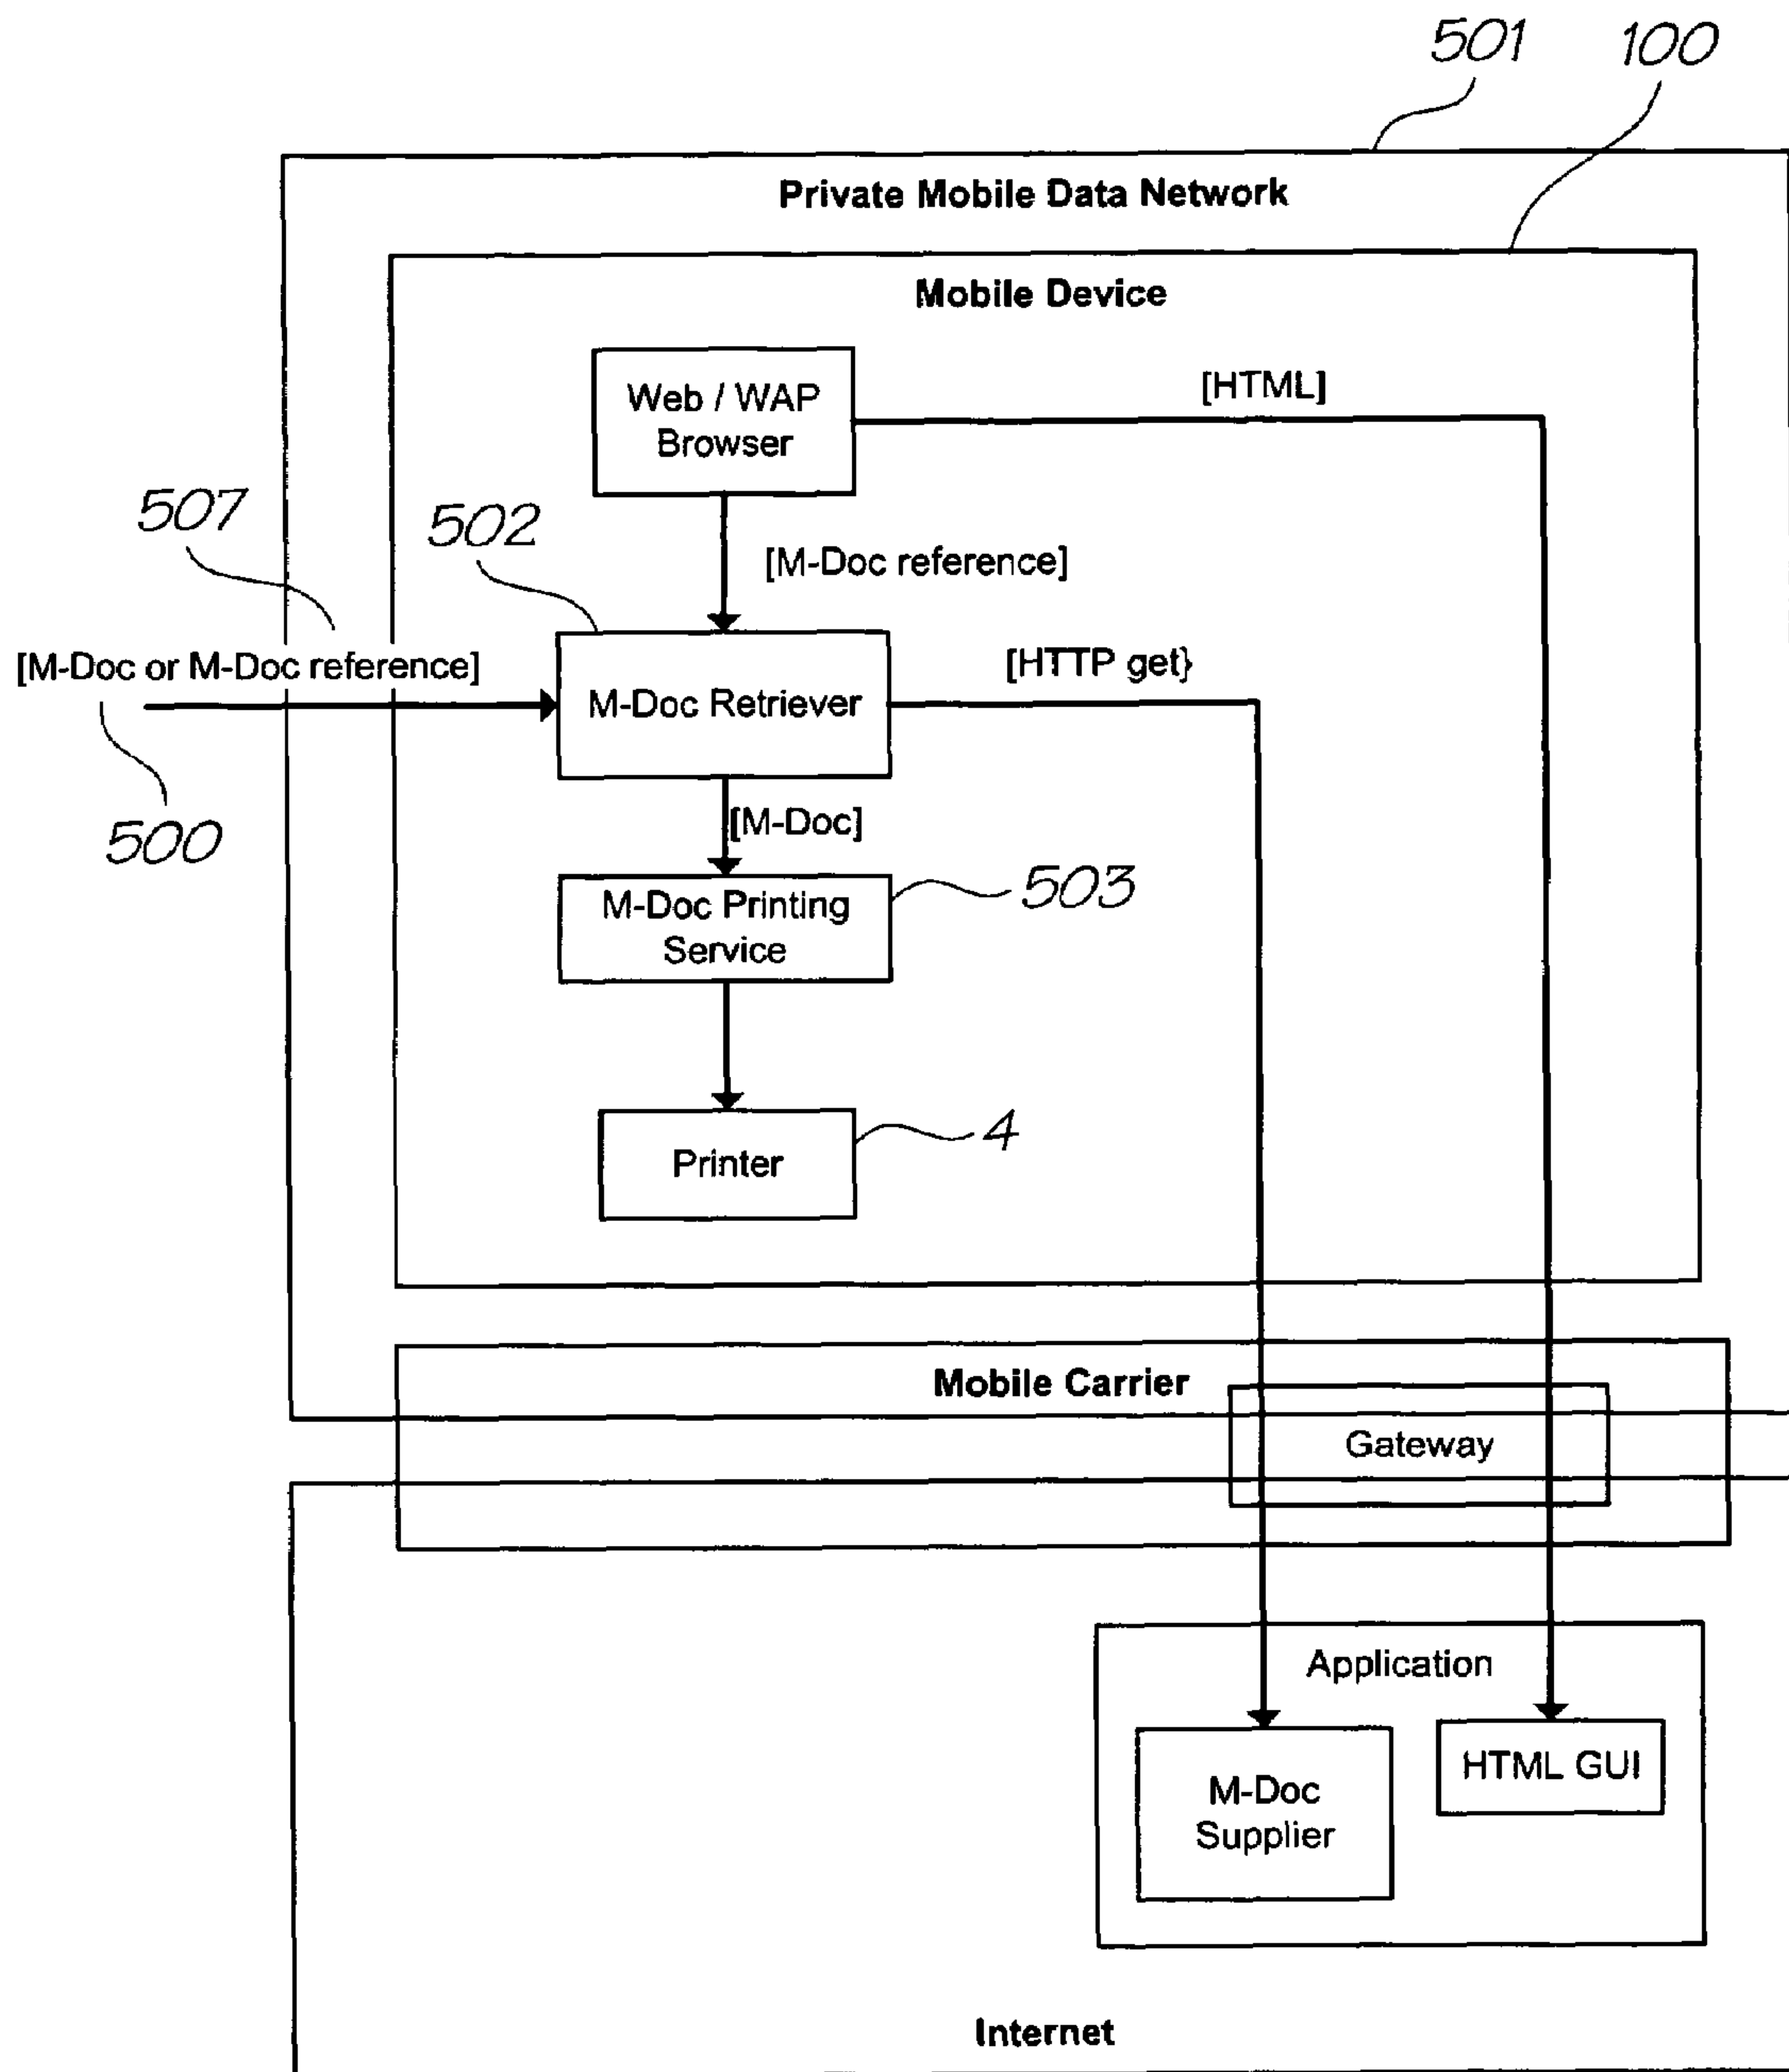 501 100
Private Mobile Data Network
Mobile Device
Web / WAP
Browser
[HTML]
507
502
[M-Doc reference]
[M-Doc or M-Doc reference]
M-Doc Retriever
[HTTP get}
500
[M-Doc]
M-Doc Printing
Service
503
Printer
4
Mobile Carrier
Gateway
Application
M-Doc
Supplier
HTML GUI
Internet